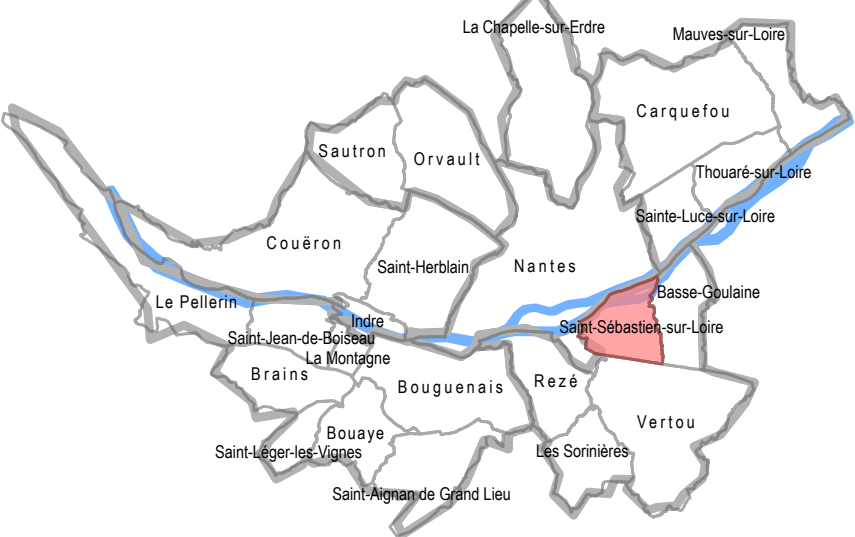 La Chapelle-sur-Erdre
Mauves-sur-Loire
Carquefou
Sautron
Orvault
Thouaré-sur-Loire
Sainte-Luce-sur-Loire
Couëron
Saint-Herblain
Nantes
Basse-Goulaine
Le Pellerin
Indre
Saint-Sébastien-sur-Loire
Saint-Jean-de-Boiseau
La Montagne
Brains
Bouguenais
Rezé
Vertou
Bouaye
Saint-Léger-les-Vignes
Les Sorinières
Saint-Aignan de Grand Lieu